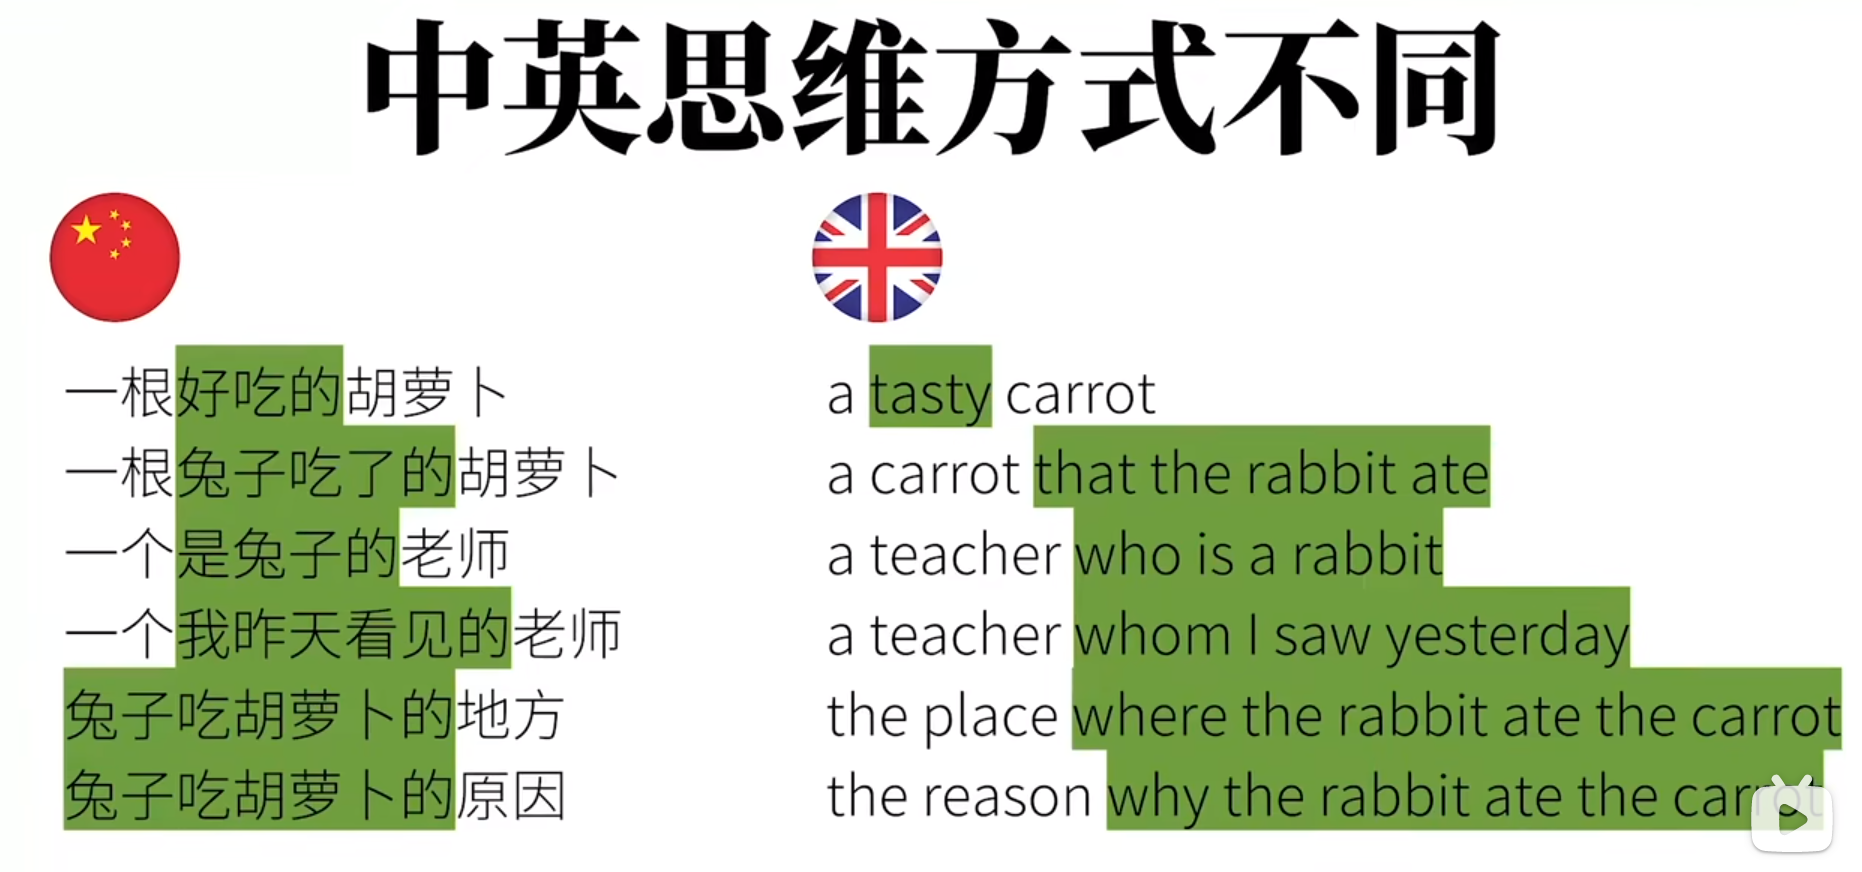 中英思维方式不同
一根好吃的胡萝卜
a tasty carrot
一根兔子吃了的胡萝卜
a carrot that the rabbit ate
一个是兔子的老师
a teacher who is a rabbit
一个我昨天看见的老师
a teacher whom I saw yesterday
兔子吃胡萝卜的地方
the place where the rabbit ate the carrot
兔子吃胡萝卜的原因
the reason why the rabbit ate the carrot